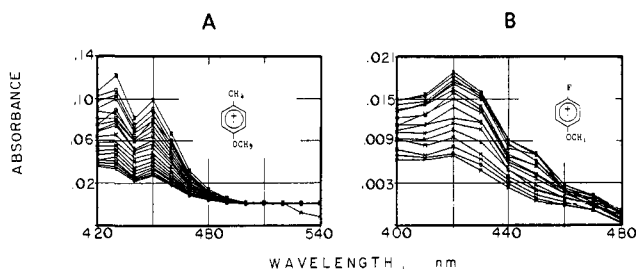 A
B
ABSORBANCE
.14
.10
.06
.02
420
480
540
CH₃
+
OCH₃
.021
.015
.009
.003
400
440
480
F
+
WAVELENGTH, nm